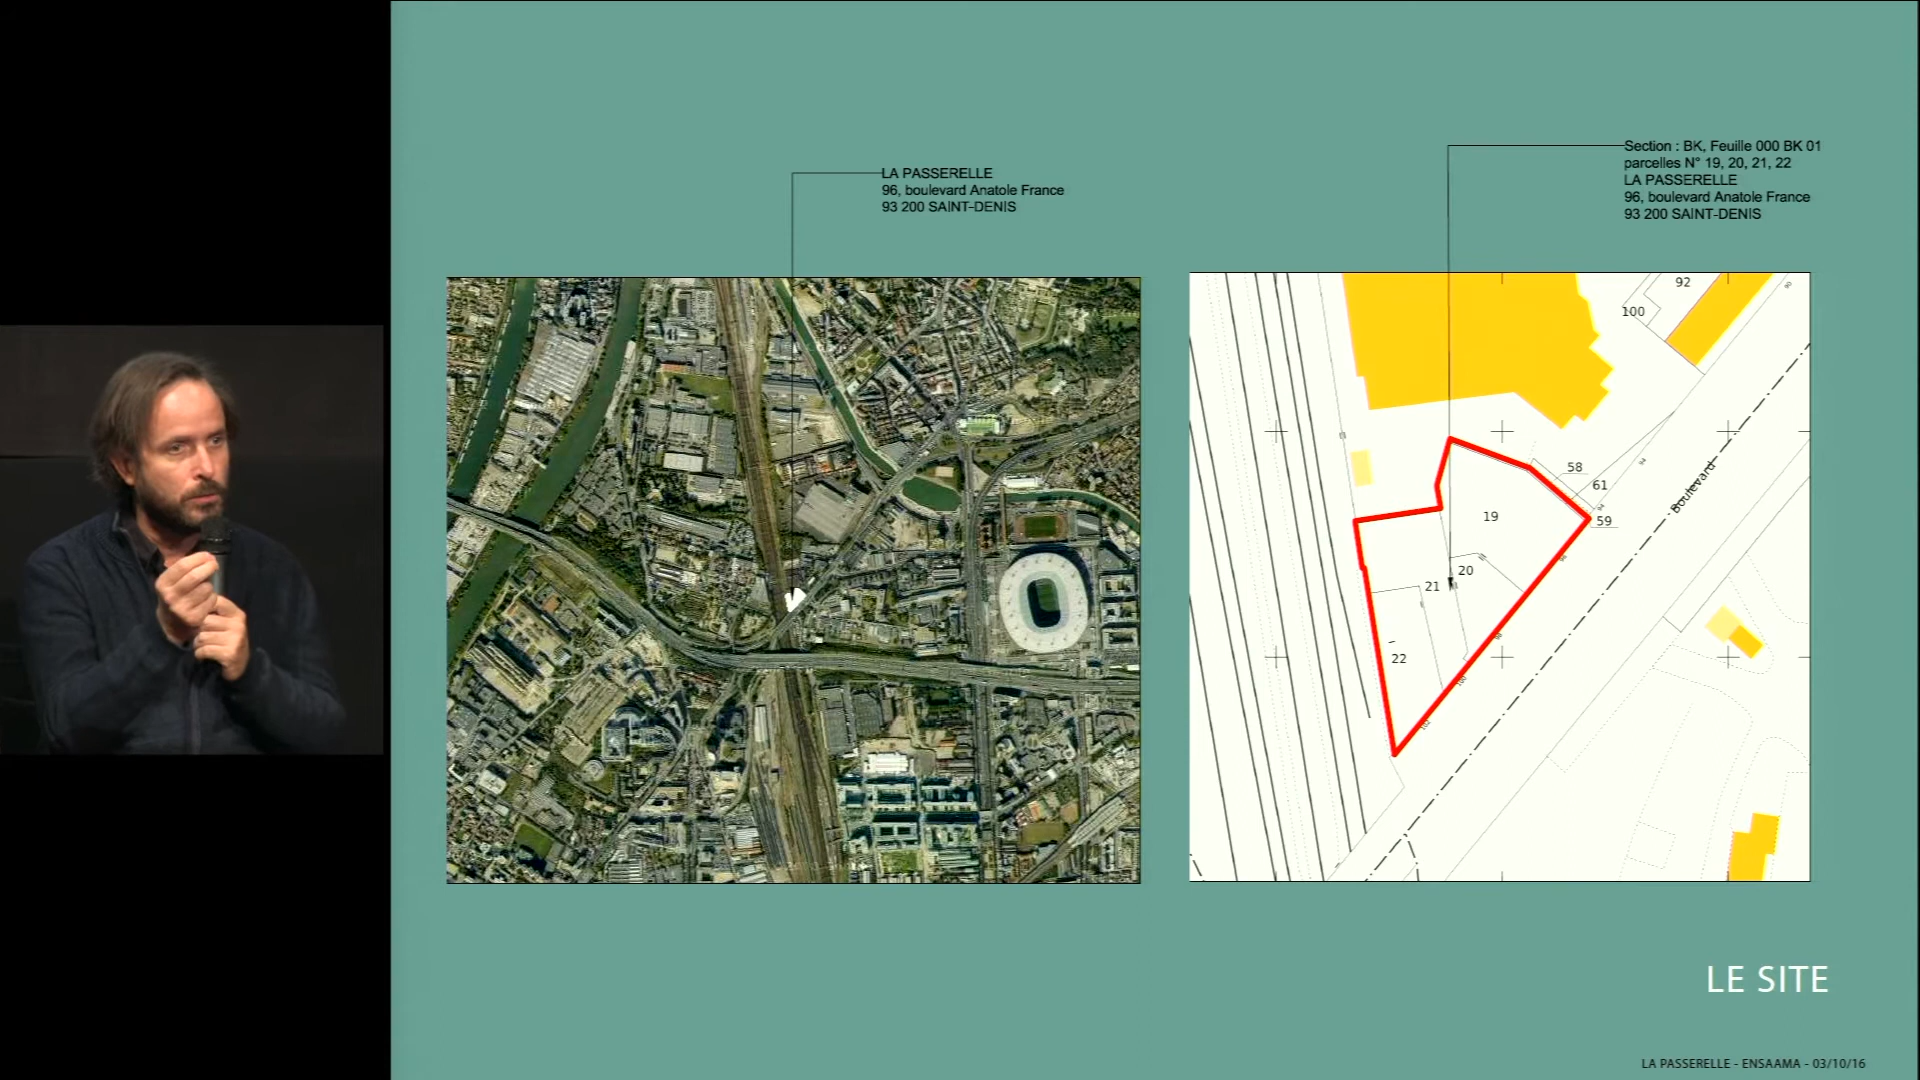 LA PASSERELLE
96, boulevard Anatole France
93 200 SAINT-DENIS
Section : BK, Feuille 000 BK 01
parcelles N° 19, 20, 21, 22
LA PASSERELLE
96, boulevard Anatole France
93 200 SAINT-DENIS
92
100
58
61
59
19
20
21
22
Boulevard
LE SITE
LA PASSERELLE - ENSAAMA - 03/10/16